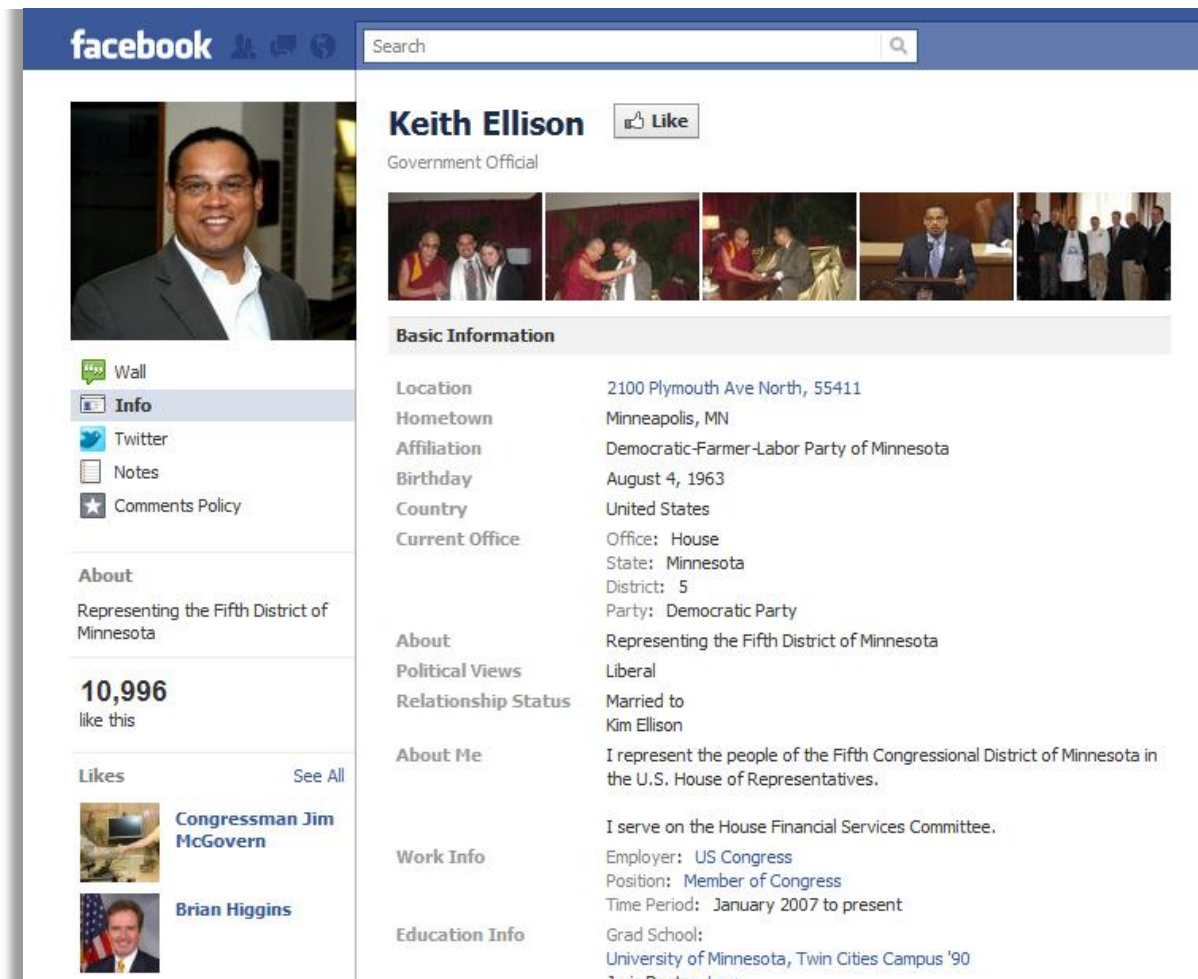 facebook
Search
Keith Ellison
Like
Government Official
Wall
Info
Twitter
Notes
Comments Policy
About
Representing the Fifth District of
Minnesota
10,996
like this
Likes See All
Congressman Jim
McGovern
Brian Higgins
Basic Information
Location 2100 Plymouth Ave North, 55411
Hometown Minneapolis, MN
Affiliation Democratic-Farmer-Labor Party of Minnesota
Birthday August 4, 1963
Country United States
Current Office Office: House
State: Minnesota
District: 5
Party: Democratic Party
About Representing the Fifth District of Minnesota
Political Views Liberal
Relationship Status Married to
Kim Ellison
About Me I represent the people of the Fifth Congressional District of Minnesota in
the U.S. House of Representatives.
I serve on the House Financial Services Committee.
Work Info Employer: US Congress
Position: Member of Congress
Time Period: January 2007 to present
Education Info Grad School:
University of Minnesota, Twin Cities Campus '90